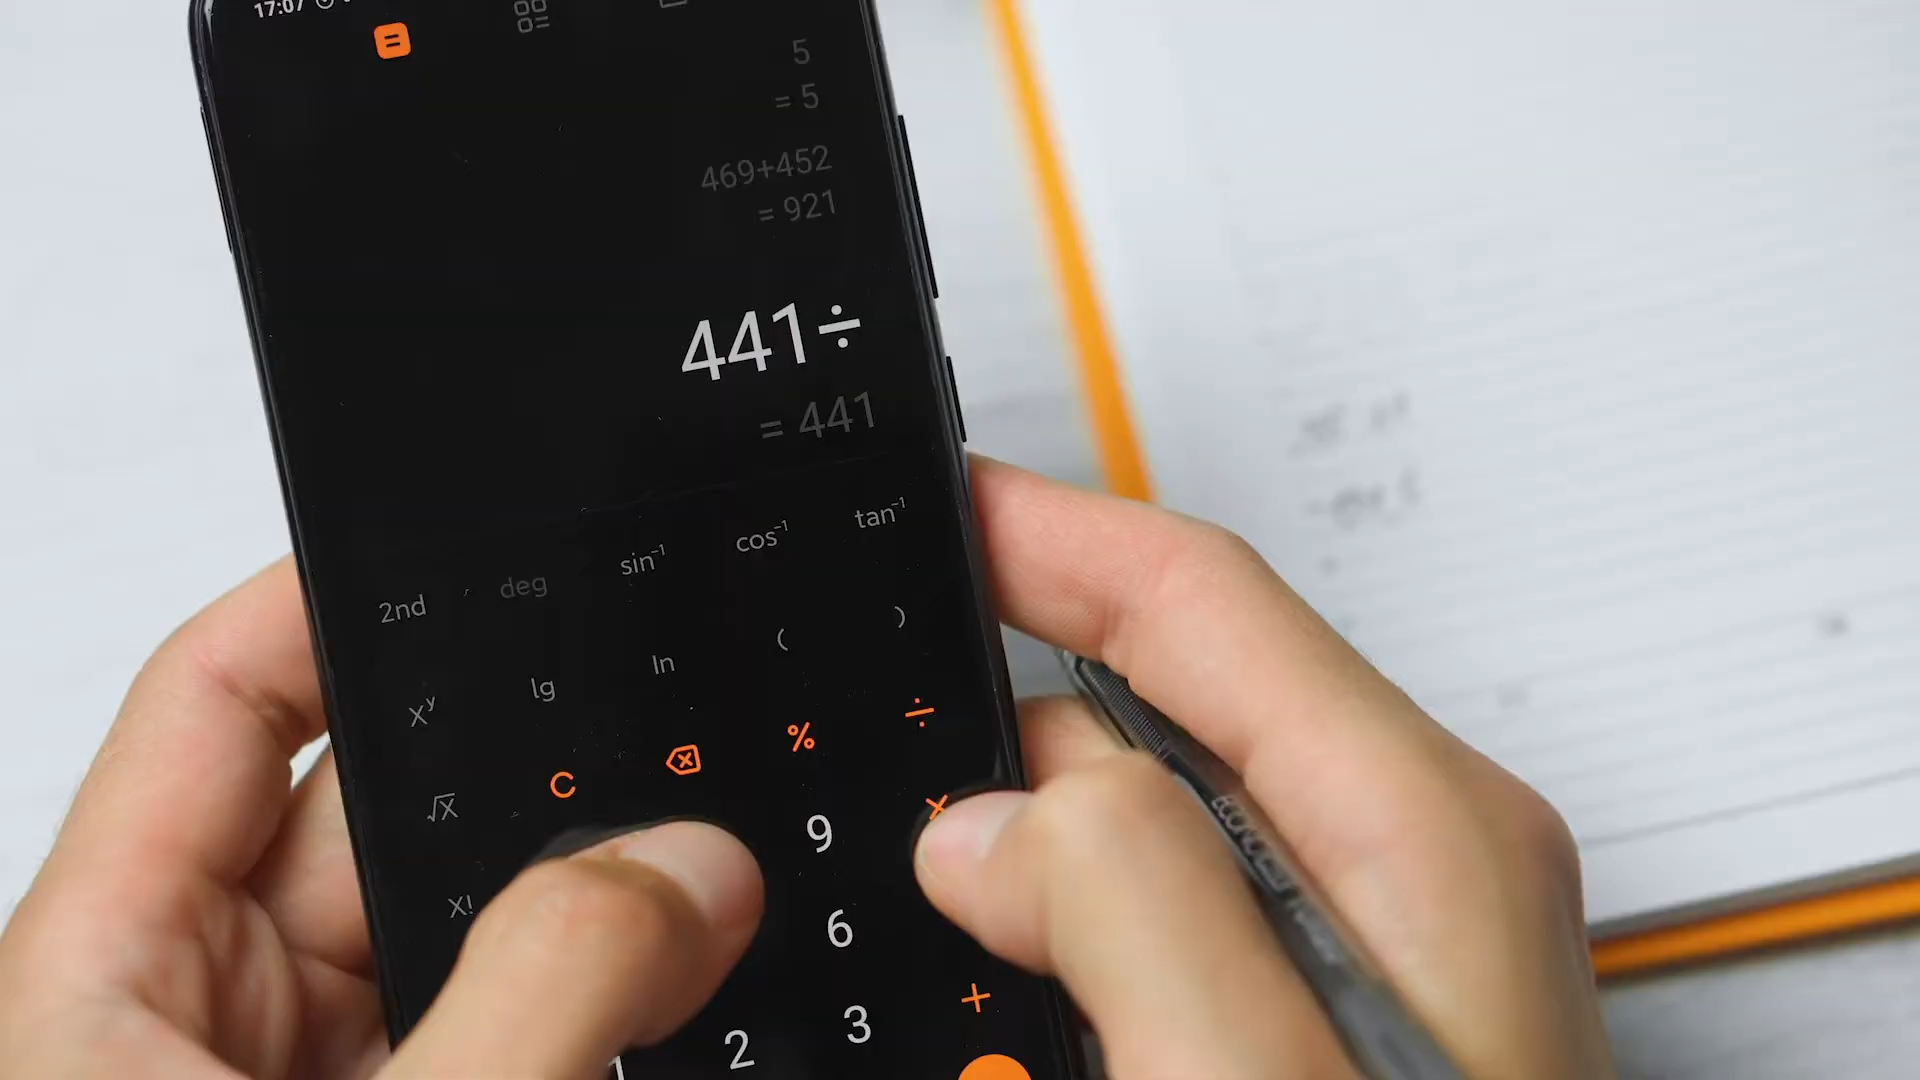 17:07
5
= 5
469+452
= 921
441÷
= 441
2nd deg sin⁻¹ cos⁻¹ tan⁻¹
xʸ lg ln ( )
√x C % ÷
X! 9 ×
6
1 2 3 +